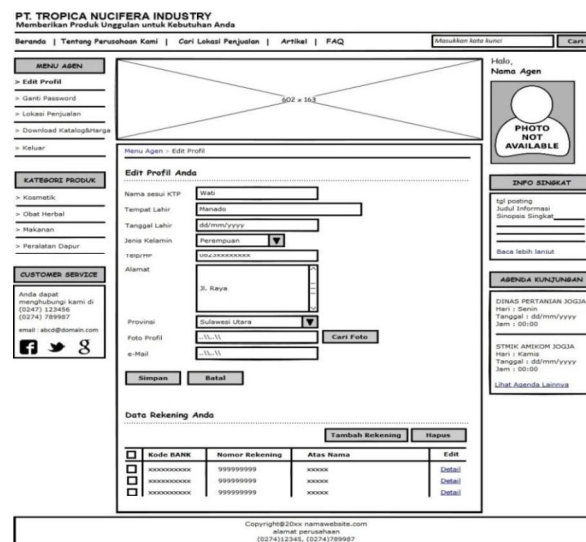 PT. TROPICA NUCIFERA INDUSTRY
Memberikan Produk Unggulan untuk Kebutuhan Anda
Beranda | Tentang Perusahaan Kami | Cari Lokasi Penjualan | Artikel | FAQ
Masukkan kata kunci
Cari
MENU AGEN
> Edit Profil
> Ganti Password
> Lokasi Penjualan
> Download Katalog&Harga
> Keluar
KATEGORI PRODUK
> Kosmetik
> Obat Herbal
> Makanan
> Peralatan Dapur
CUSTOMER SERVICE
Anda dapat
menghubungi kami di
(0247) 123456
(0274) 789987
email : abcd@domain.com
602 x 163
Menu Agen > Edit Profil
Edit Profil Anda
Nama sesui KTP Wati
Tempat Lahir Manado
Tanggal Lahir dd/mm/yyyy
Jenis Kelamin Perempuan
Telp/HP 0823xxxxxxxx
Alamat
Jl. Raya
Provinsi Sulawesi Utara
Foto Profil ..\\..\\ Cari Foto
e-Mail ..\\..\\
Simpan Batal
Data Rekening Anda
Tambah Rekening Hapus
Kode BANK Nomor Rekening Atas Nama Edit
xxxxxxxxxx 999999999 xxxxx Detail
xxxxxxxxxx 999999999 xxxxx Detail
xxxxxxxxxx 999999999 xxxxx Detail
Halo,
Nama Agen
PHOTO
NOT
AVAILABLE
INFO SINGKAT
tgl posting
Judul Informasi
Sinopsis Singkat
Baca lebih lanjut
AGENDA KUNJUNGAN
DINAS PERTANIAN JOGJA
Hari : Senin
Tanggal : dd/mm/yyyy
Jam : 00:00
STMIK AMIKOM JOGJA
Hari : Kamis
Tanggal : dd/mm/yyyy
Jam : 00:00
Lihat Agenda Lainnya
Copyright@20xx namawebsite.com
alamat perusahaan
(0274)12345, (0274)789987